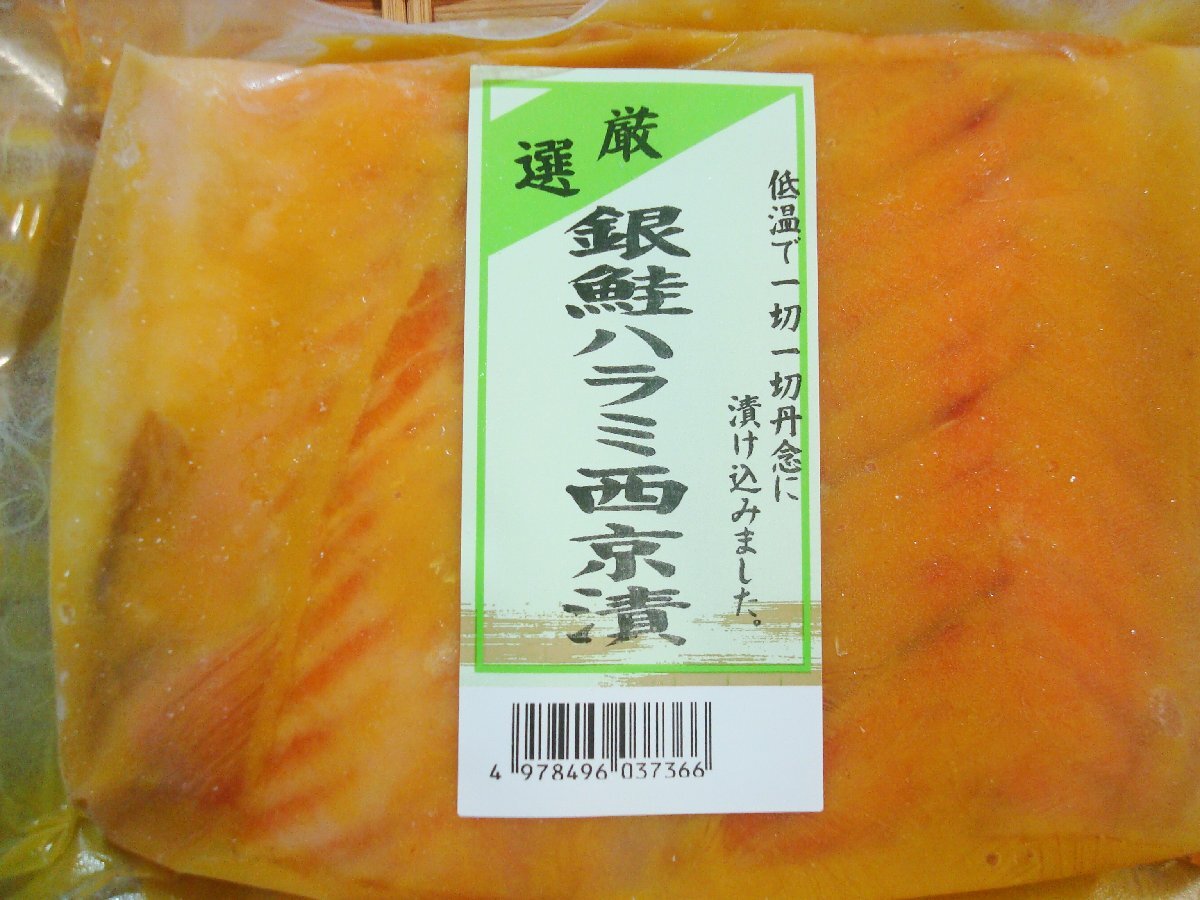 厳選
低温で一切一切丹念に
漬け込みました。
銀鮭ハラミ西京漬
4 978496 037366